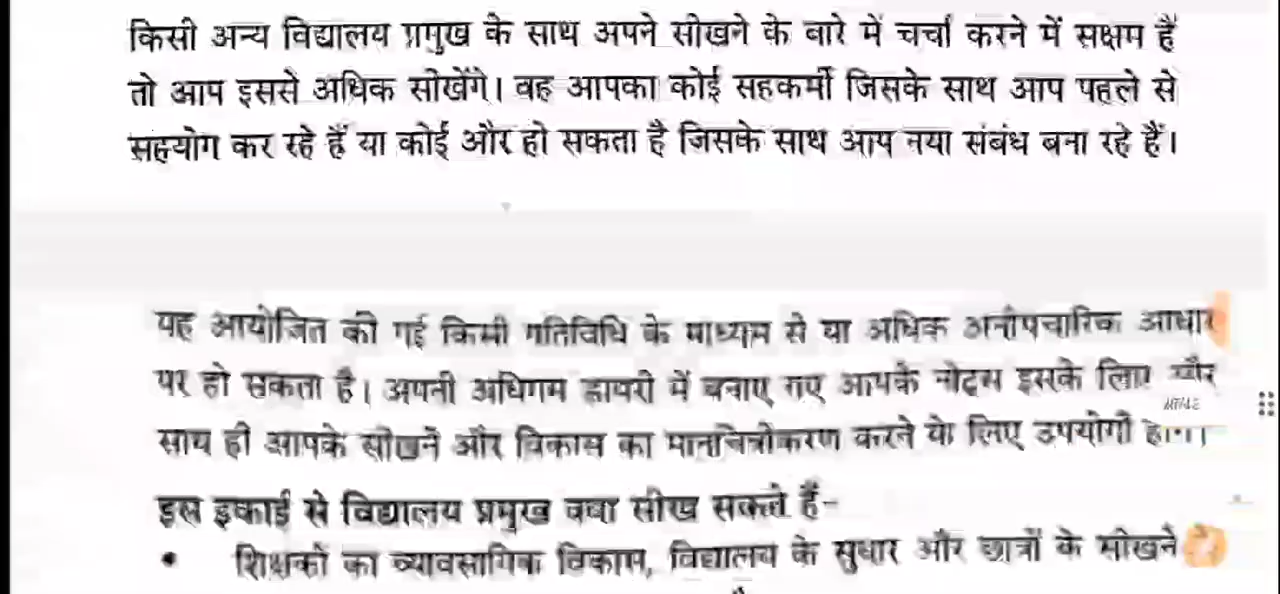 किसी अन्य विद्यालय प्रमुख के साथ अपने सीखने के बारे में चर्चा करने में सक्षम हैं
तो आप इससे अधिक सीखेंगे। वह आपका कोई सहकर्मी जिसके साथ आप पहले से
सहयोग कर रहे हैं या कोई और हो सकता है जिसके साथ आप नया संबंध बना रहे हैं।
यह आयोजित की गई किसी गतिविधि के माध्यम से या अधिक अनौपचारिक आधार
पर हो सकता है। अपनी अधिगम डायरी में बनाए गए आपके नोट्स इसके लिए और
साथ ही आपके सीखने और विकास का मानचित्रीकरण करने के लिए उपयोगी
इस इकाई से विद्यालय प्रमुख क्या सीख सकते हैं-
• शिक्षकों का व्यावसायिक विकास, विद्यालय के सुधार और छात्रों के सीखने